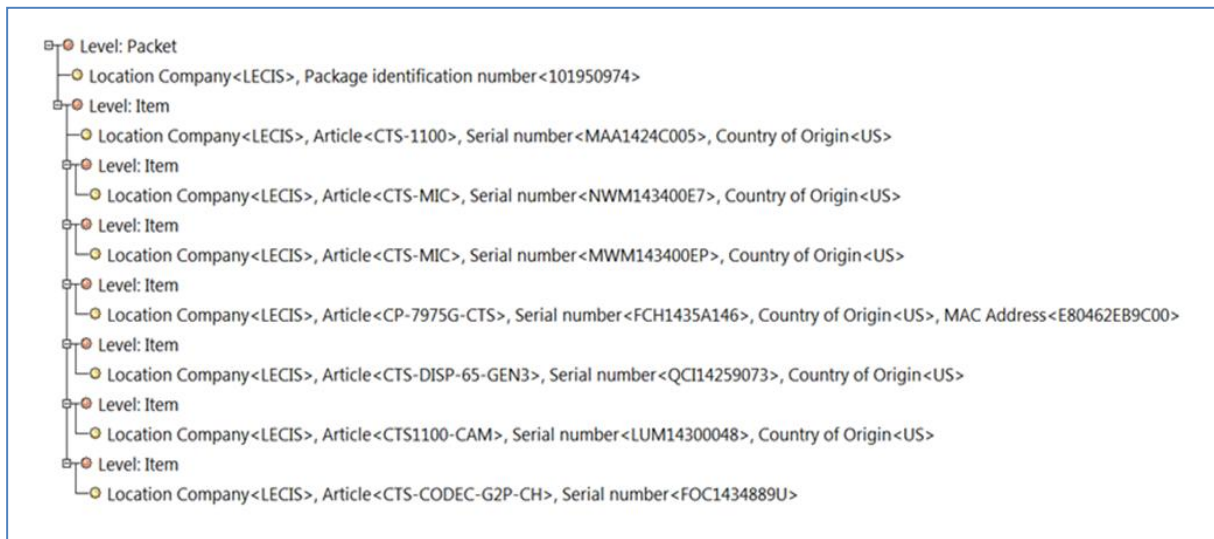 Level: Packet
Location Company<LECIS>, Package identification number<101950974>
Level: Item
Location Company<LECIS>, Article<CTS-1100>, Serial number<MAA1424C005>, Country of Origin<US>
Level: Item
Location Company<LECIS>, Article<CTS-MIC>, Serial number<NWM143400E7>, Country of Origin<US>
Level: Item
Location Company<LECIS>, Article<CTS-MIC>, Serial number<MWM143400EP>, Country of Origin<US>
Level: Item
Location Company<LECIS>, Article<CP-7975G-CTS>, Serial number<FCH1435A146>, Country of Origin<US>, MAC Address<E80462EB9C00>
Level: Item
Location Company<LECIS>, Article<CTS-DISP-65-GEN3>, Serial number<QCI14259073>, Country of Origin<US>
Level: Item
Location Company<LECIS>, Article<CTS1100-CAM>, Serial number<LUM14300048>, Country of Origin<US>
Level: Item
Location Company<LECIS>, Article<CTS-CODEC-G2P-CH>, Serial number<FOC1434889U>